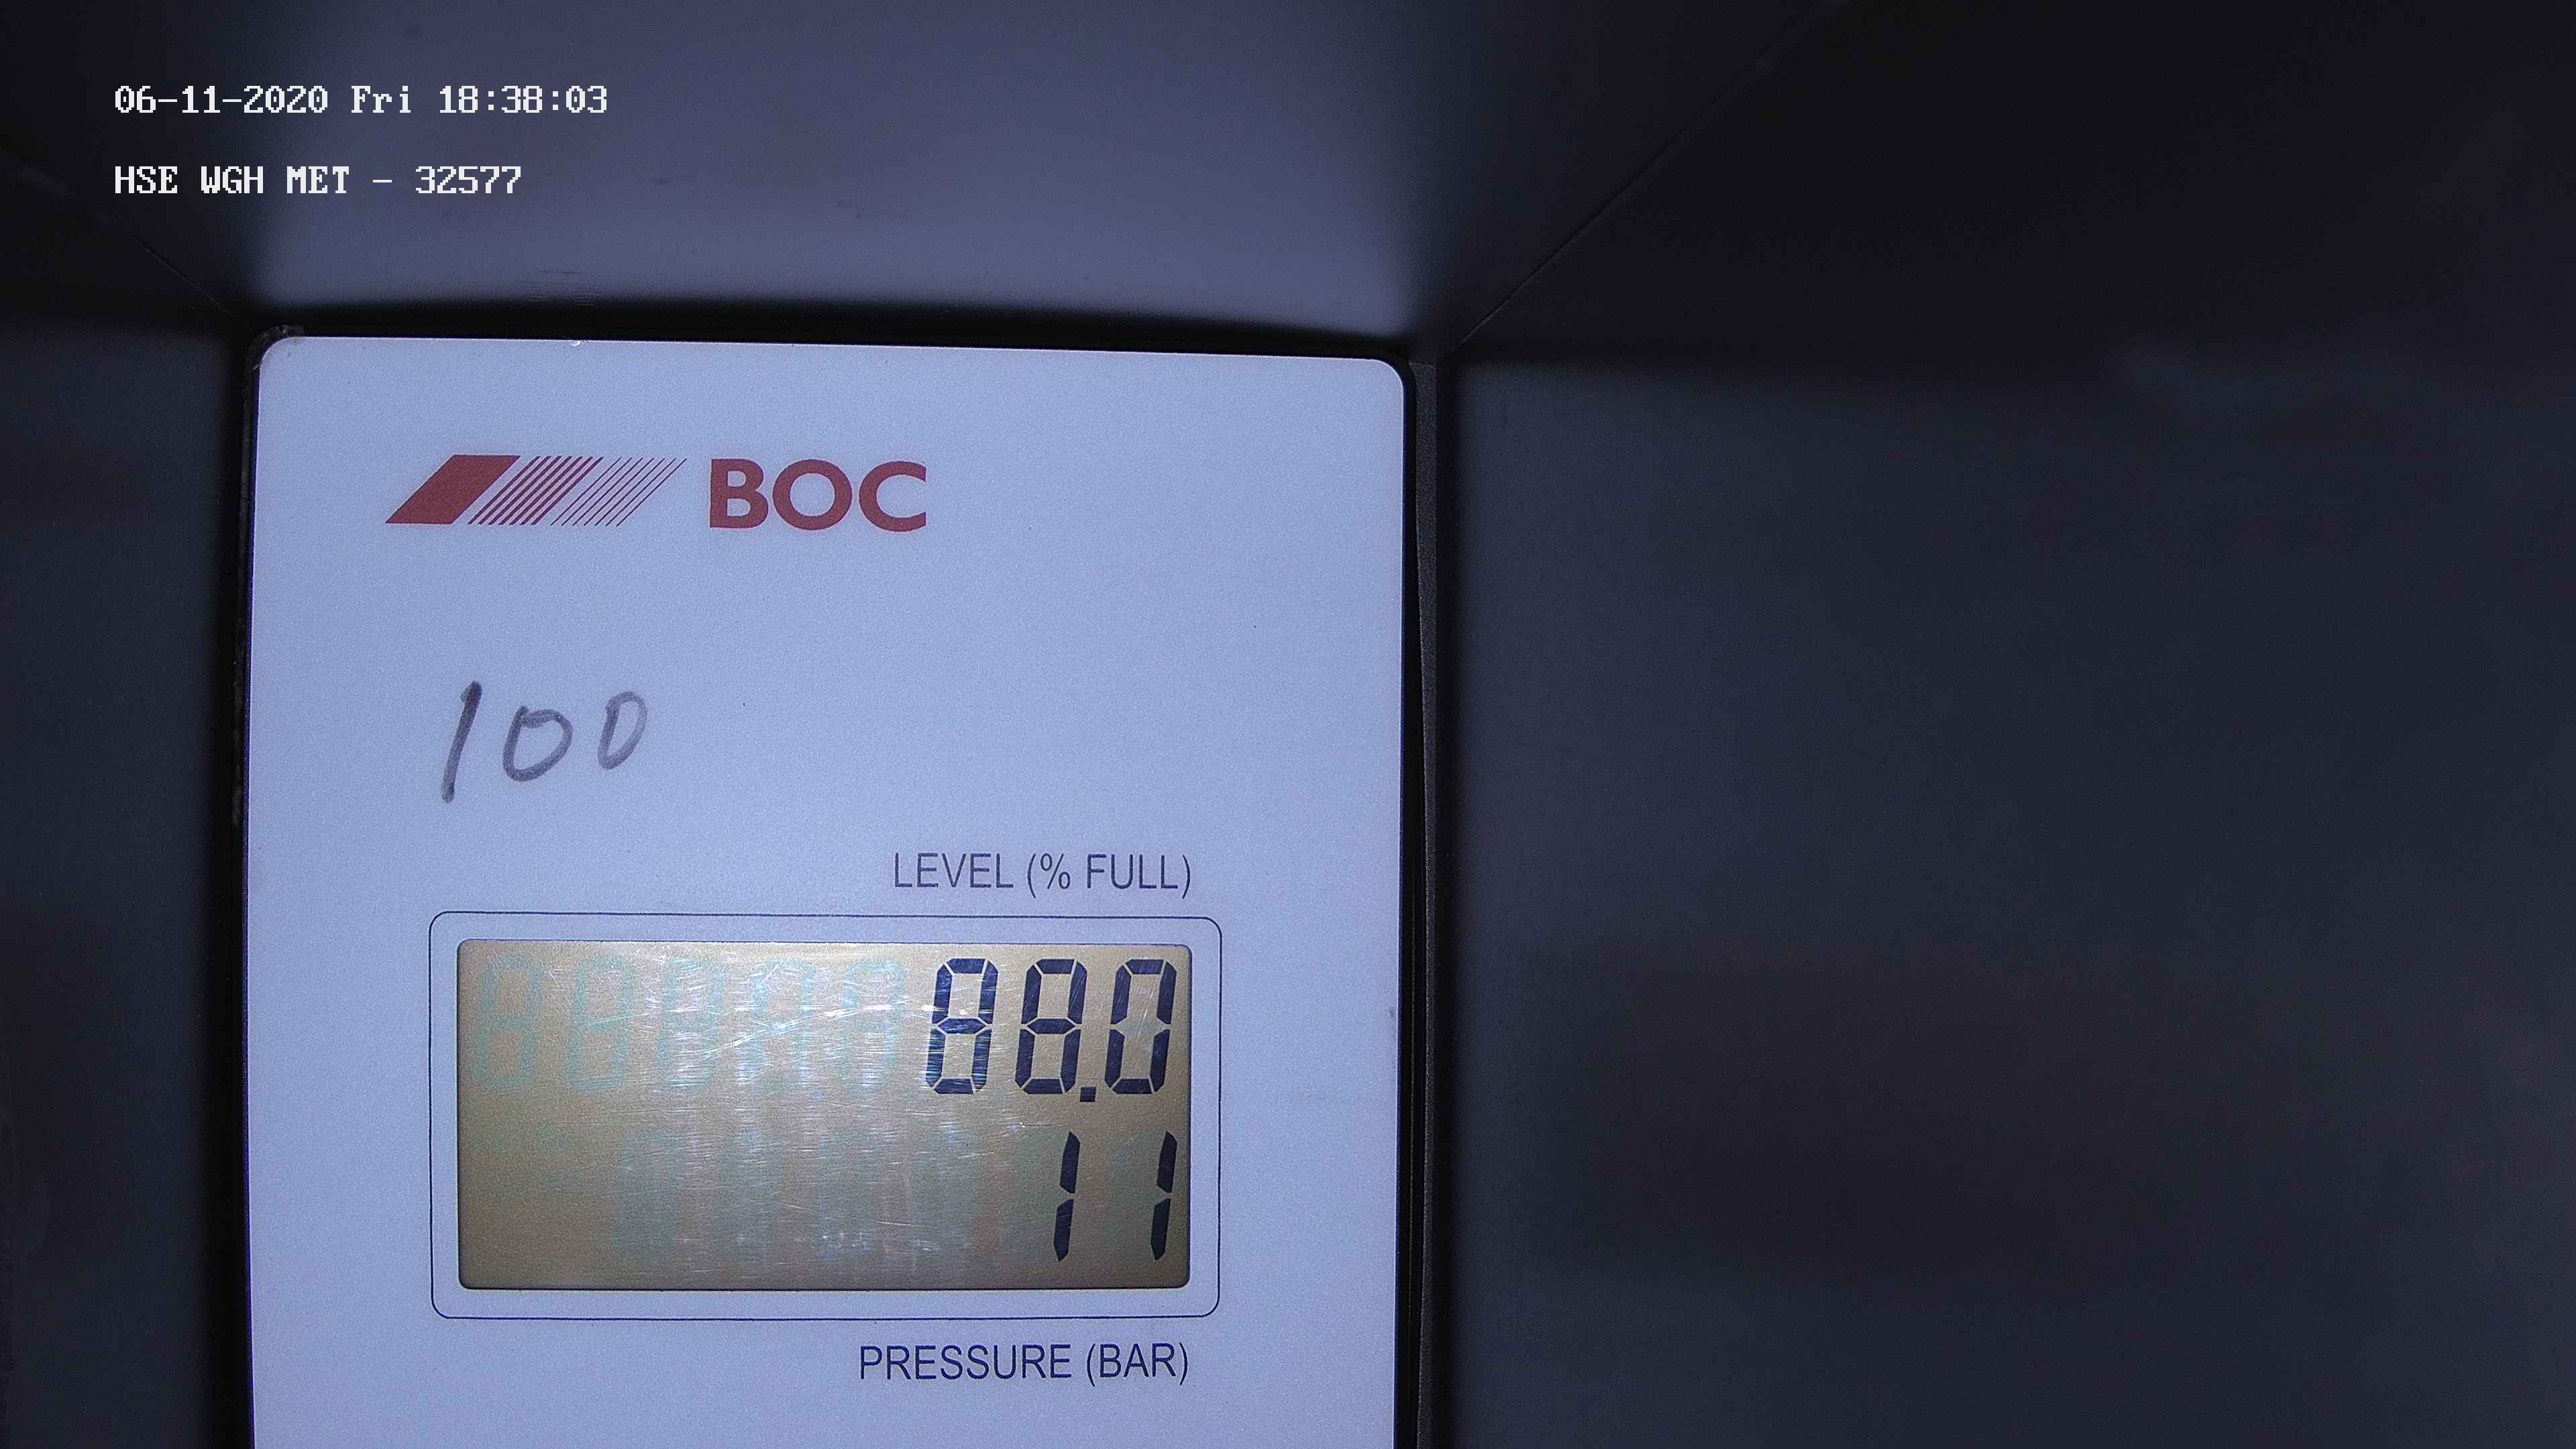 06-11-2020 Fri 18:38:03
HSE WGH MET - 32577
BOC
100
LEVEL (% FULL)
88.0
11
PRESSURE (BAR)